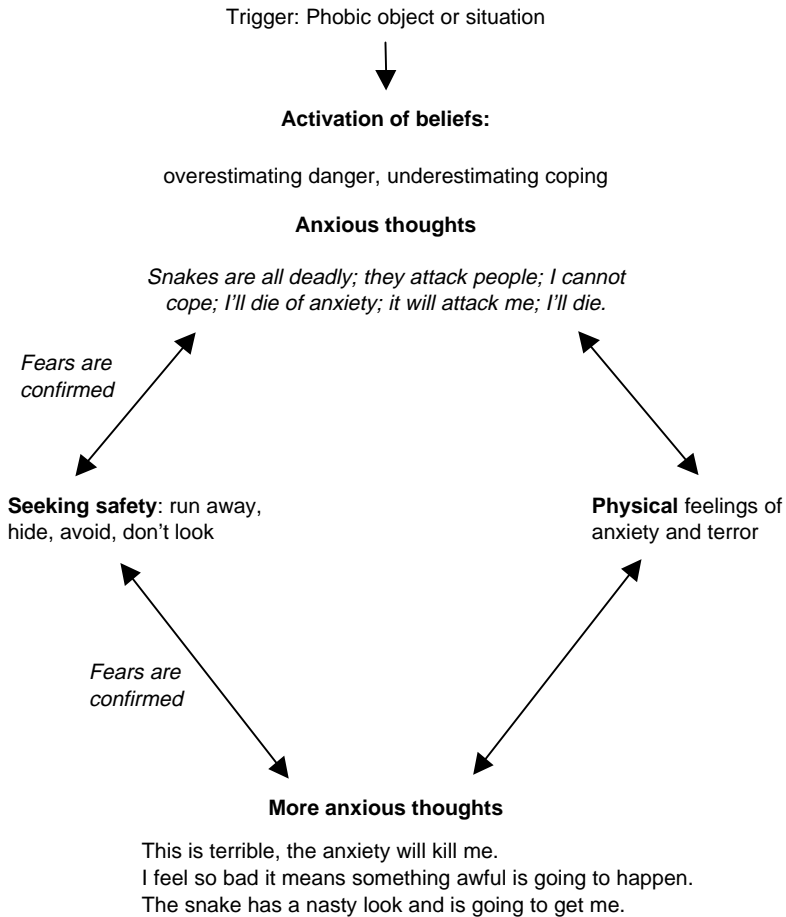 Trigger: Phobic object or situation
Activation of beliefs:
overestimating danger, underestimating coping
Anxious thoughts
Snakes are all deadly; they attack people; I cannot
cope; I'll die of anxiety; it will attack me; I'll die.
Fears are
confirmed
Seeking safety: run away,
hide, avoid, don't look
Physical feelings of
anxiety and terror
Fears are
confirmed
More anxious thoughts
This is terrible, the anxiety will kill me.
I feel so bad it means something awful is going to happen.
The snake has a nasty look and is going to get me.